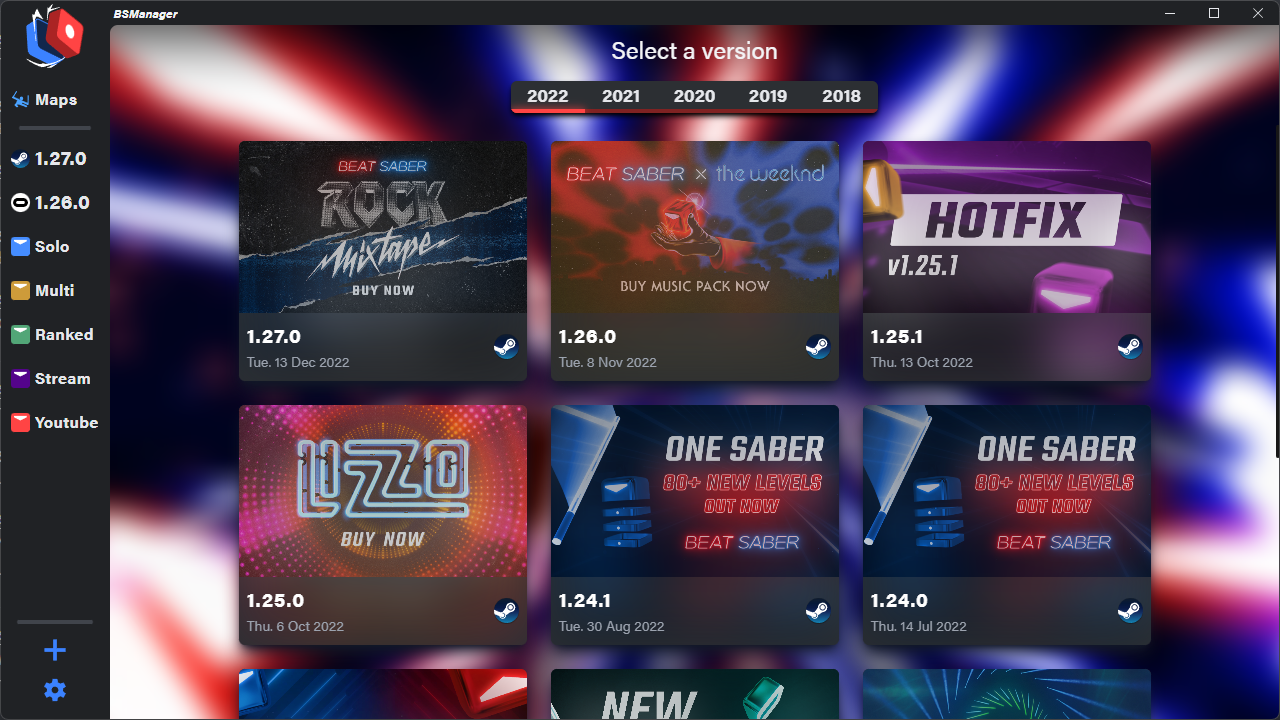 BSManager
Maps
1.27.0
1.26.0
Solo
Multi
Ranked
Stream
Youtube
Select a version
2022 2021 2020 2019 2018
BEAT SABER
ROCK
Mixtape
BUY NOW
1.27.0
Tue. 13 Dec 2022
BEAT SABER × the weeknd
BUY MUSIC PACK NOW
1.26.0
Tue. 8 Nov 2022
HOTFIX
v1.25.1
1.25.1
Thu. 13 Oct 2022
LIZZO
BUY NOW
1.25.0
Thu. 6 Oct 2022
ONE SABER
80+ NEW LEVELS
OUT NOW
BEAT SABER
1.24.1
Tue. 30 Aug 2022
ONE SABER
80+ NEW LEVELS
OUT NOW
BEAT SABER
1.24.0
Thu. 14 Jul 2022
NEW